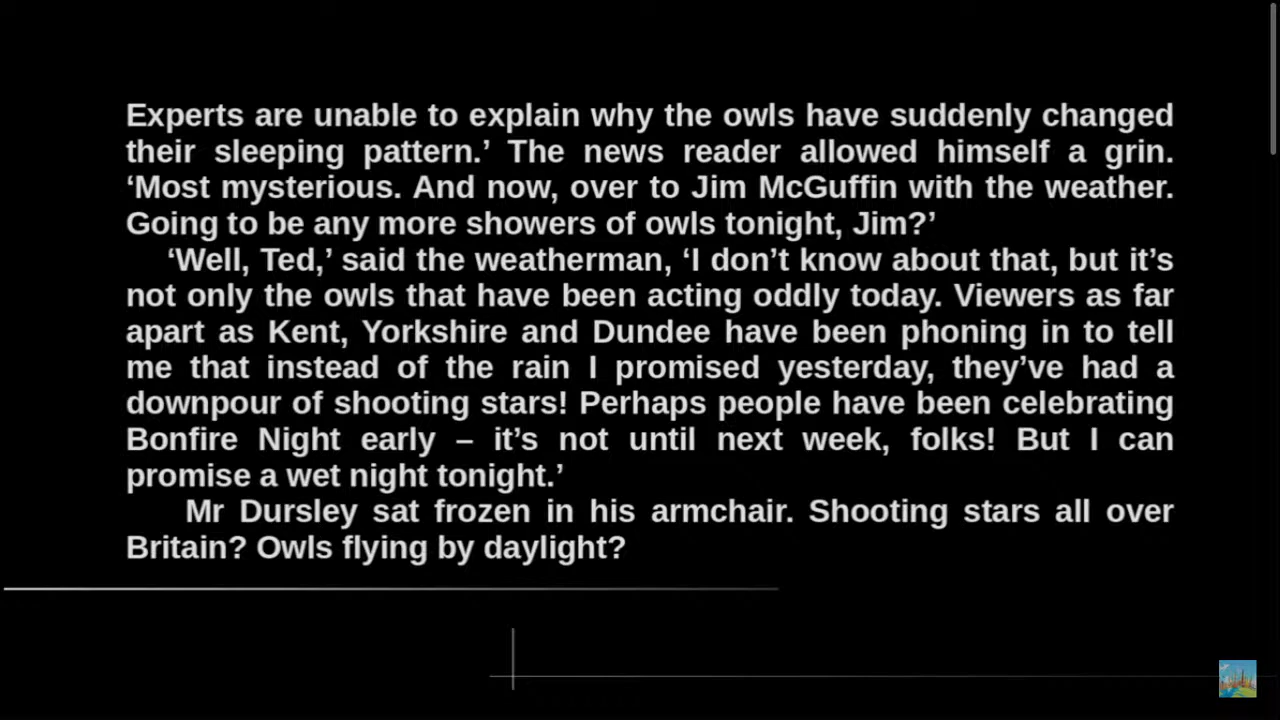 Experts are unable to explain why the owls have suddenly changed
their sleeping pattern.’ The news reader allowed himself a grin.
‘Most mysterious. And now, over to Jim McGuffin with the weather.
Going to be any more showers of owls tonight, Jim?’
‘Well, Ted,’ said the weatherman, ‘I don’t know about that, but it’s
not only the owls that have been acting oddly today. Viewers as far
apart as Kent, Yorkshire and Dundee have been phoning in to tell
me that instead of the rain I promised yesterday, they’ve had a
downpour of shooting stars! Perhaps people have been celebrating
Bonfire Night early – it’s not until next week, folks! But I can
promise a wet night tonight.’
Mr Dursley sat frozen in his armchair. Shooting stars all over
Britain? Owls flying by daylight?